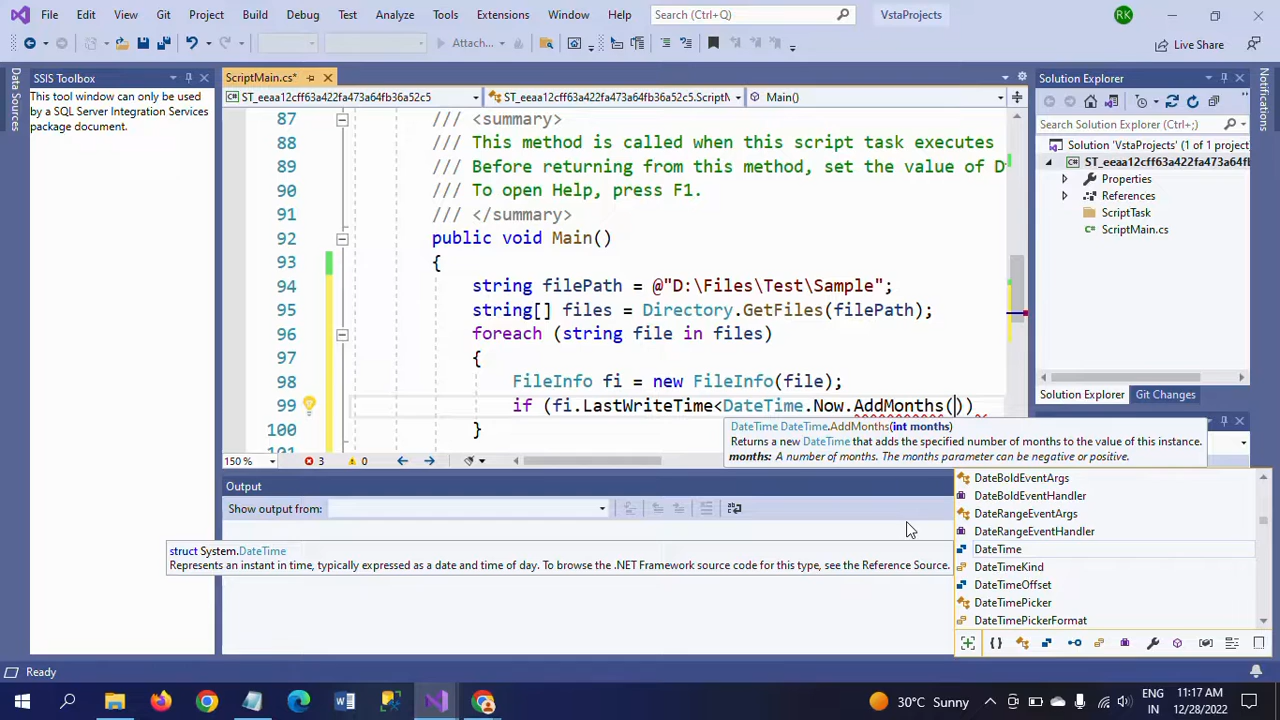 File Edit View Git Project Build Debug Test Analyze Tools Extensions Window Help Search (Ctrl+Q) VstaProjects RK
Attach... Live Share
Data Sources
SSIS Toolbox
This tool window can only be used
by a SQL Server Integration Services
package document.
ScriptMain.cs*
ST_eeaa12cff63a422fa473a64fb36a52c5 ST_eeaa12cff63a422fa473a64fb36a52c5.ScriptM Main()
87 /// <summary>
88 /// This method is called when this script task executes
89 /// Before returning from this method, set the value of D
90 /// To open Help, press F1.
91 /// </summary>
92 public void Main()
93 {
94 string filePath = @"D:\Files\Test\Sample";
95 string[] files = Directory.GetFiles(filePath);
96 foreach (string file in files)
97 {
98 FileInfo fi = new FileInfo(file);
99 if (fi.LastWriteTime<DateTime.Now.AddMonths())
100 }
DateTime DateTime.AddMonths(int months)
Returns a new DateTime that adds the specified number of months to the value of this instance.
months: A number of months. The months parameter can be negative or positive.
150 % 3 0
DateBoldEventArgs
DateBoldEventHandler
DateRangeEventArgs
DateRangeEventHandler
DateTime
DateTimeKind
DateTimeOffset
DateTimePicker
DateTimePickerFormat
Output
Show output from:
struct System.DateTime
Represents an instant in time, typically expressed as a date and time of day. To browse the .NET Framework source code for this type, see the Reference Source.
Solution Explorer
Search Solution Explorer (Ctrl+;)
Solution 'VstaProjects' (1 of 1 project
ST_eeaa12cff63a422fa473a64fb
Properties
References
ScriptTask
ScriptMain.cs
Solution Explorer Git Changes
Notifications
Ready
30°C Sunny ENG
IN 11:17 AM
12/28/2022